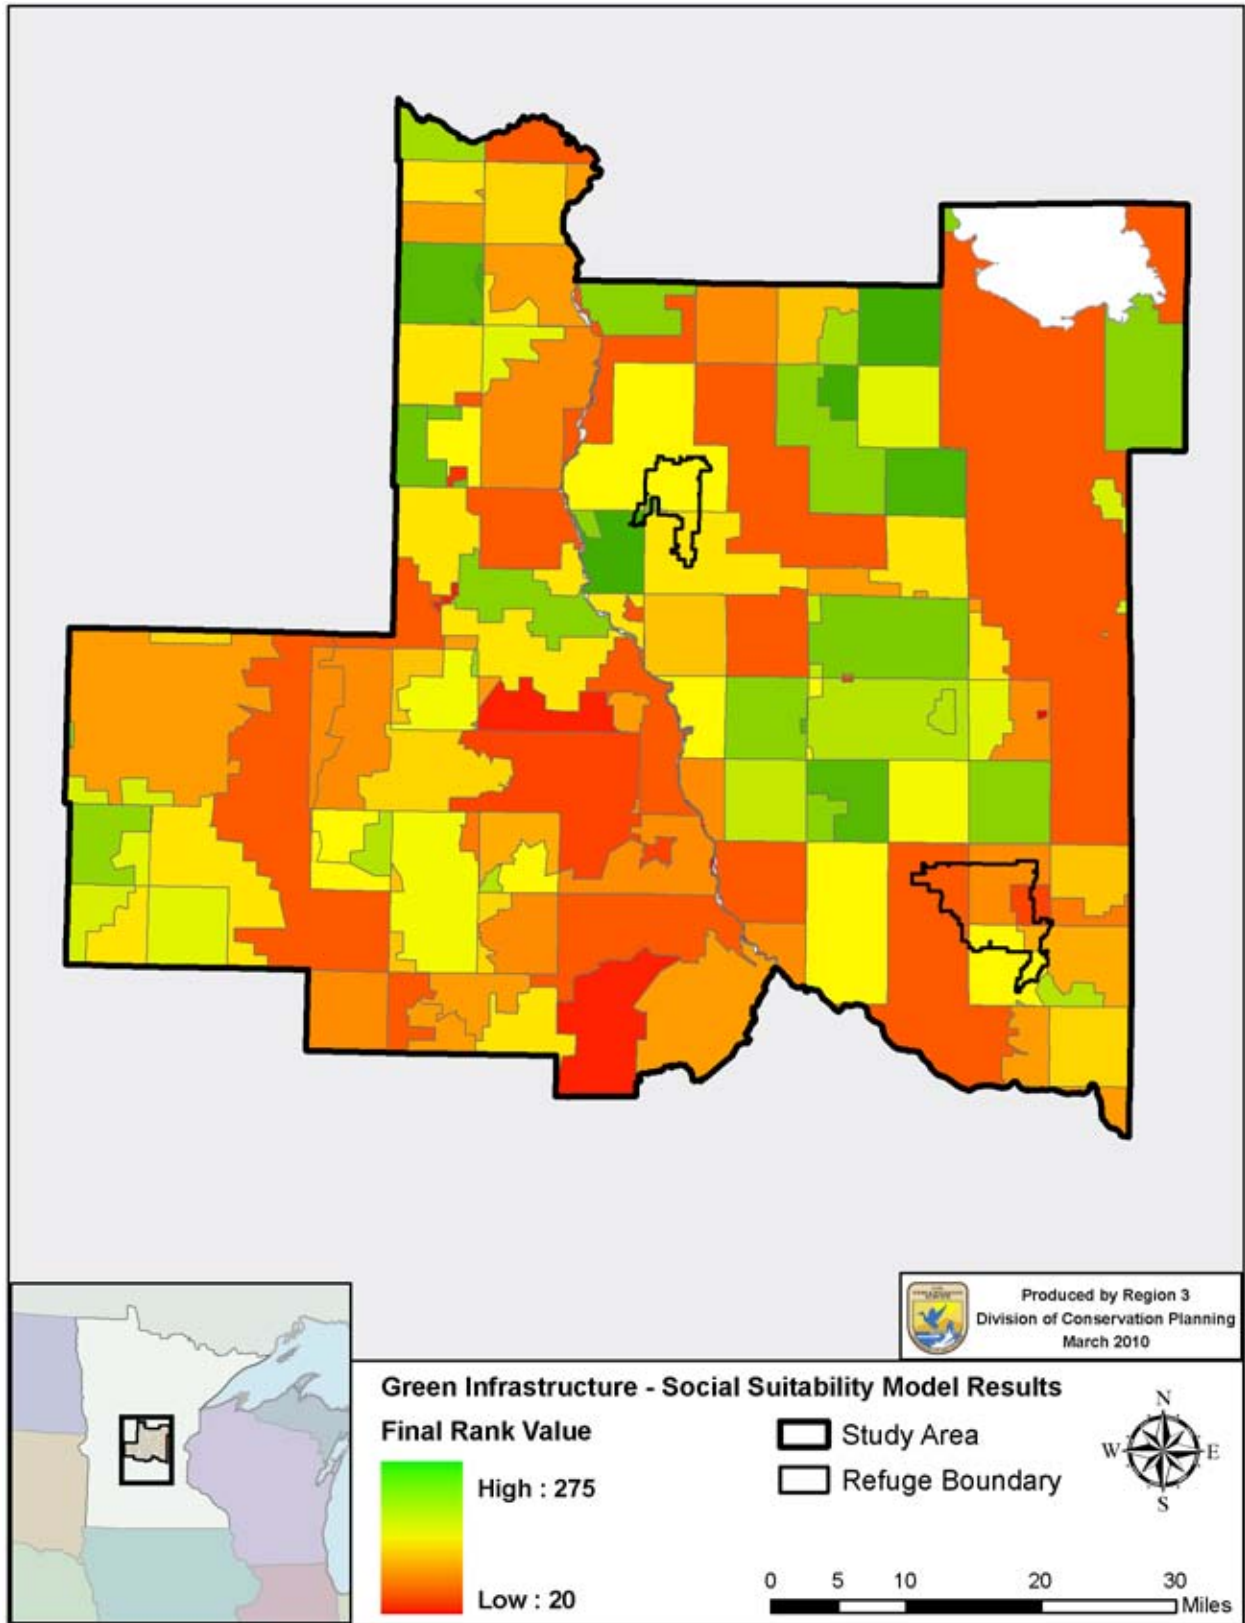 Produced by Region 3
Division of Conservation Planning
March 2010
Green Infrastructure - Social Suitability Model Results
Final Rank Value
High : 275
Low : 20
Study Area
Refuge Boundary
N
W E
S
0 5 10 20 30
Miles